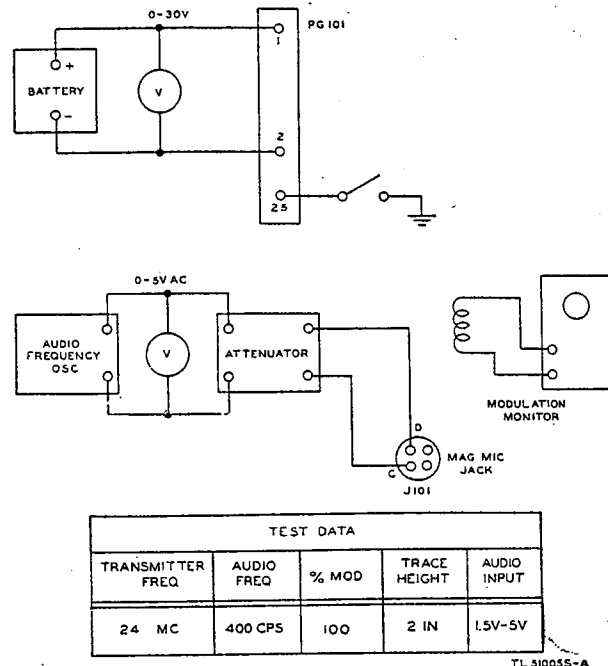 0-30V
PG 101
1
+
BATTERY
V
-
2
25
0-5V AC
AUDIO
FREQUENCY
OSC
V
ATTENUATOR
MODULATION
MONITOR
D
C
MAG MIC
JACK
J101
TEST DATA
TRANSMITTER FREQ
AUDIO FREQ
% MOD
TRACE HEIGHT
AUDIO INPUT
24 MC
400 CPS
100
2 IN
1.5V-5V
TL 51005S-A